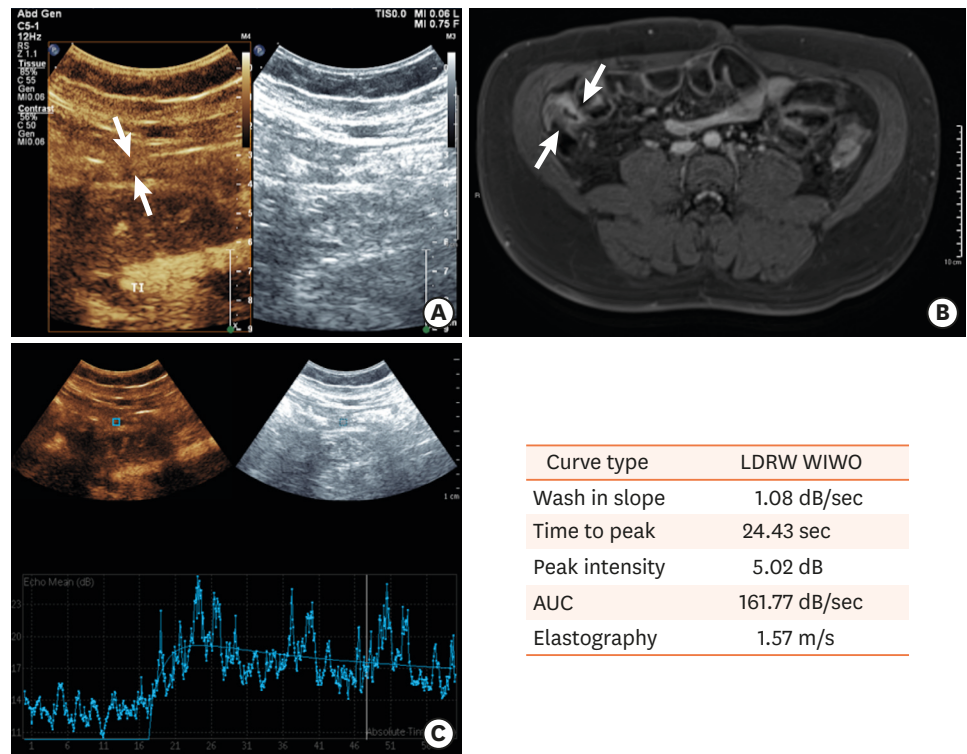 Abd Gen
C5-1
12Hz
RS
Z 1.1
Tissue
85%
C 55
Gen
MI0.06
Contrast
56%
C 50
Gen
MI0.06
TIS0.0 MI 0.06 L
MI 0.75 F
M4
M3
TI
A
R
10 cm
B
1 cm
Echo Mean (dB)
23
20
17
14
11
1 6 11 16 21 26 31 36 41 46 51
C
Curve type LDRW WIWO
Wash in slope 1.08 dB/sec
Time to peak 24.43 sec
Peak intensity 5.02 dB
AUC 161.77 dB/sec
Elastography 1.57 m/s